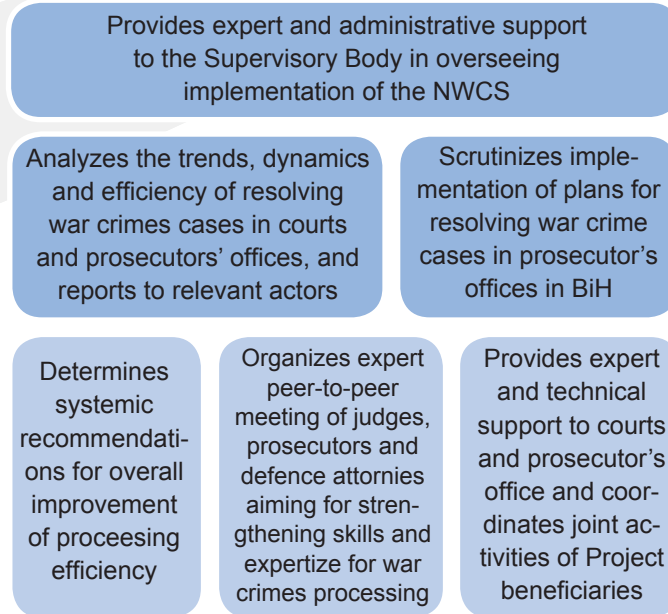 Provides expert and administrative support
to the Supervisory Body in overseeing
implementation of the NWCS
Analyzes the trends, dynamics
and efficiency of resolving
war crimes cases in courts
and prosecutors’ offices, and
reports to relevant actors
Scrutinizes imple-
mentation of plans for
resolving war crime
cases in prosecutor’s
offices in BiH
Determines
systemic
recommendati-
ons for overall
improvement
of proceesing
efficiency
Organizes expert
peer-to-peer
meeting of judges,
prosecutors and
defence attornies
aiming for stren-
gthening skills and
expertize for war
crimes processing
Provides expert
and technical
support to courts
and prosecutor’s
office and coor-
dinates joint ac-
tivities of Project
beneficiaries